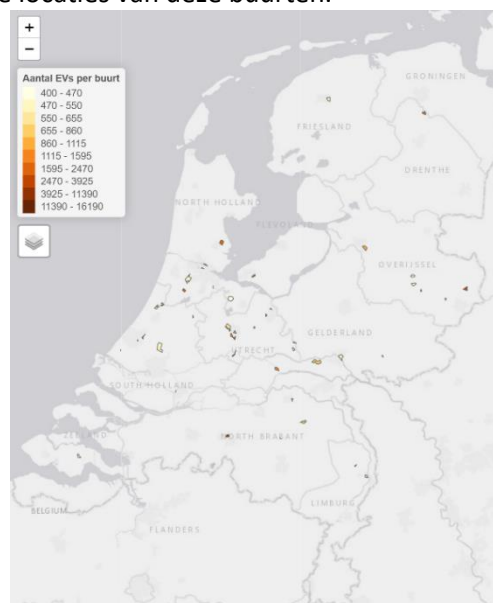 e locaties van deze buurten.
+
−
Aantal EVs per buurt
400 - 470
470 - 550
550 - 655
655 - 860
860 - 1115
1115 - 1595
1595 - 2470
2470 - 3925
3925 - 11390
11390 - 16190
GRONINGEN
FRIESLAND
DRENTHE
NORTH HOLLAND
FLEVOLAND
OVERIJSSEL
GELDERLAND
UTRECHT
SOUTH HOLLAND
ZEELAND
NORTH BRABANT
LIMBURG
BELGIUM
FLANDERS